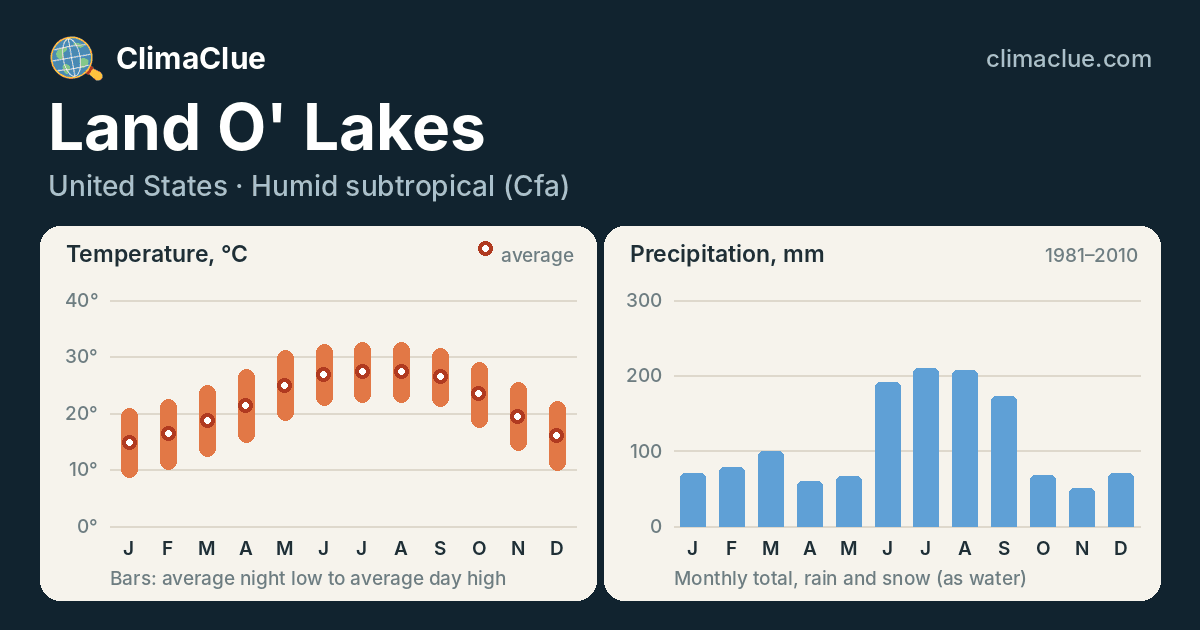 ClimaClue
climaclue.com
Land O' Lakes
United States · Humid subtropical (Cfa)
Temperature, °C
average
40°
30°
20°
10°
0°
J F M A M J J A S O N D
Bars: average night low to average day high
Precipitation, mm
1981–2010
300
200
100
0
J F M A M J J A S O N D
Monthly total, rain and snow (as water)